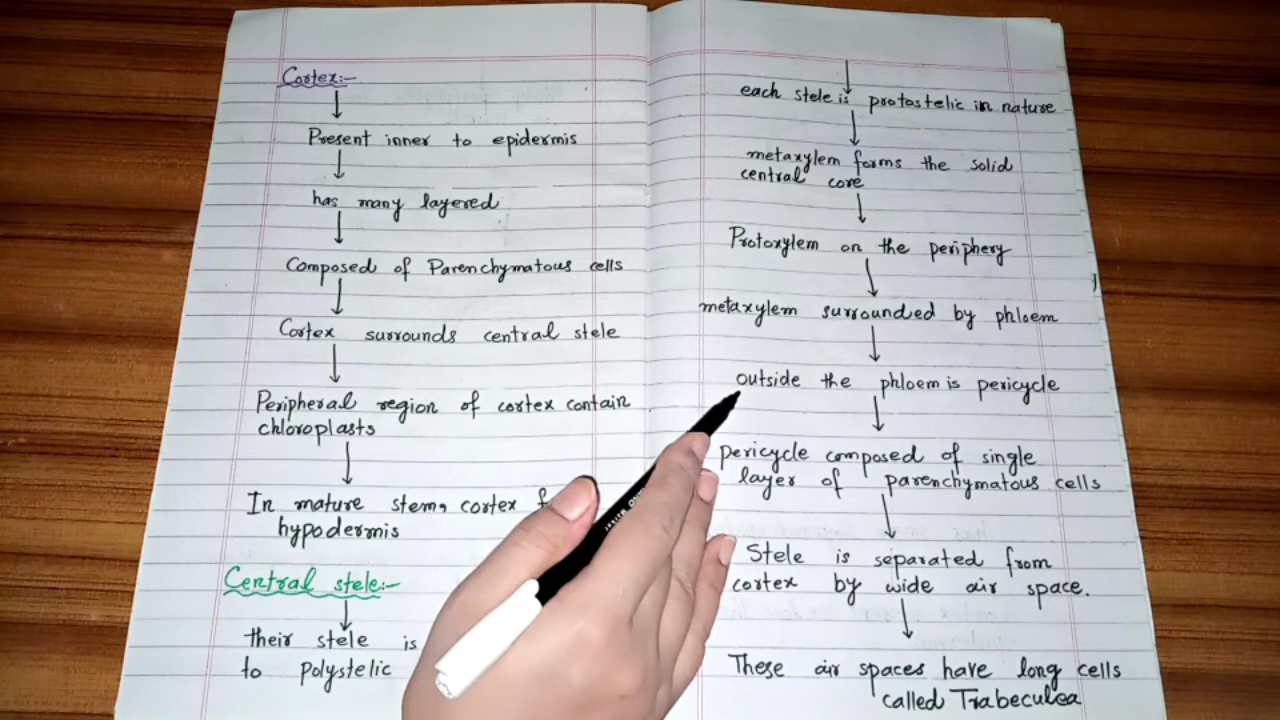 Cortex:-
Present inner to epidermis
has many layered
Composed of Parenchymatous cells
Cortex surrounds central stele
Peripheral region of cortex contain
chloroplasts
In mature stem, cortex
hypodermis
Central stele:-
their stele is
to polystelic
each stele is protostelic in nature
metaxylem forms the solid
central core
Protoxylem on the periphery
metaxylem surrounded by phloem
outside the phloem is pericycle
pericycle composed of single
layer of parenchymatous cells
Stele is separated from
cortex by wide air space.
These air spaces have long cells
called Trabeculea